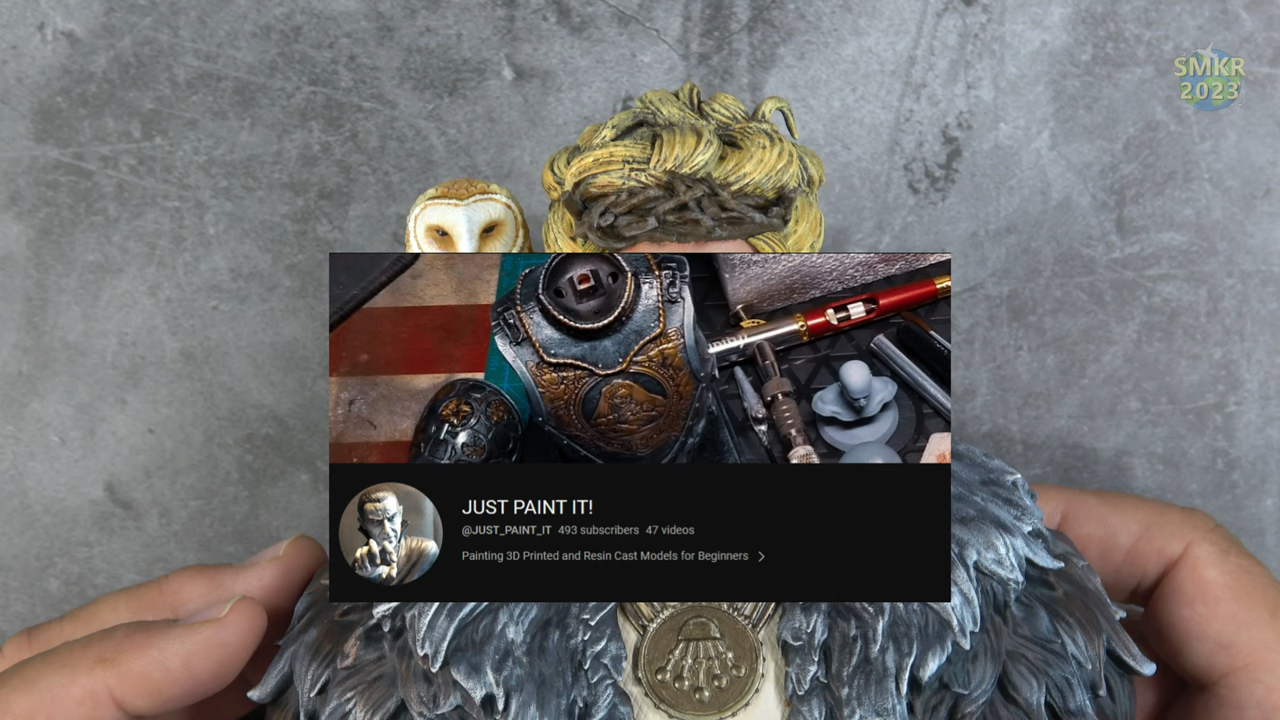 SMKR
2023
JUST PAINT IT!
@JUST_PAINT_IT 493 subscribers 47 videos
Painting 3D Printed and Resin Cast Models for Beginners